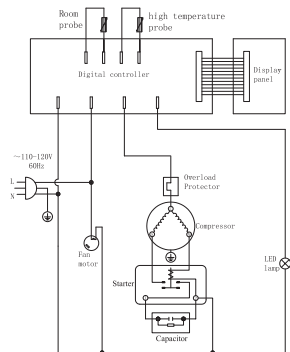 Room
probe
high temperature
probe
Digital controller
Display
panel
~110-120V
60Hz
L
N
Overload
Protector
Compressor
Fan
motor
LED
lamp
Starter
Capacitor